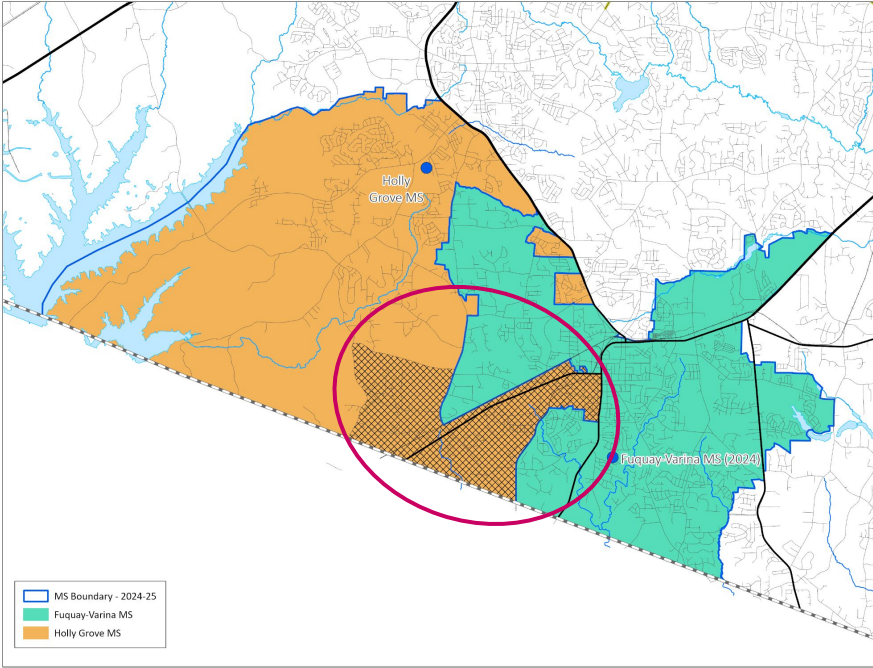 Holly
Grove MS
Fuquay-Varina MS (2024)
MS Boundary - 2024-25
Fuquay-Varina MS
Holly Grove MS